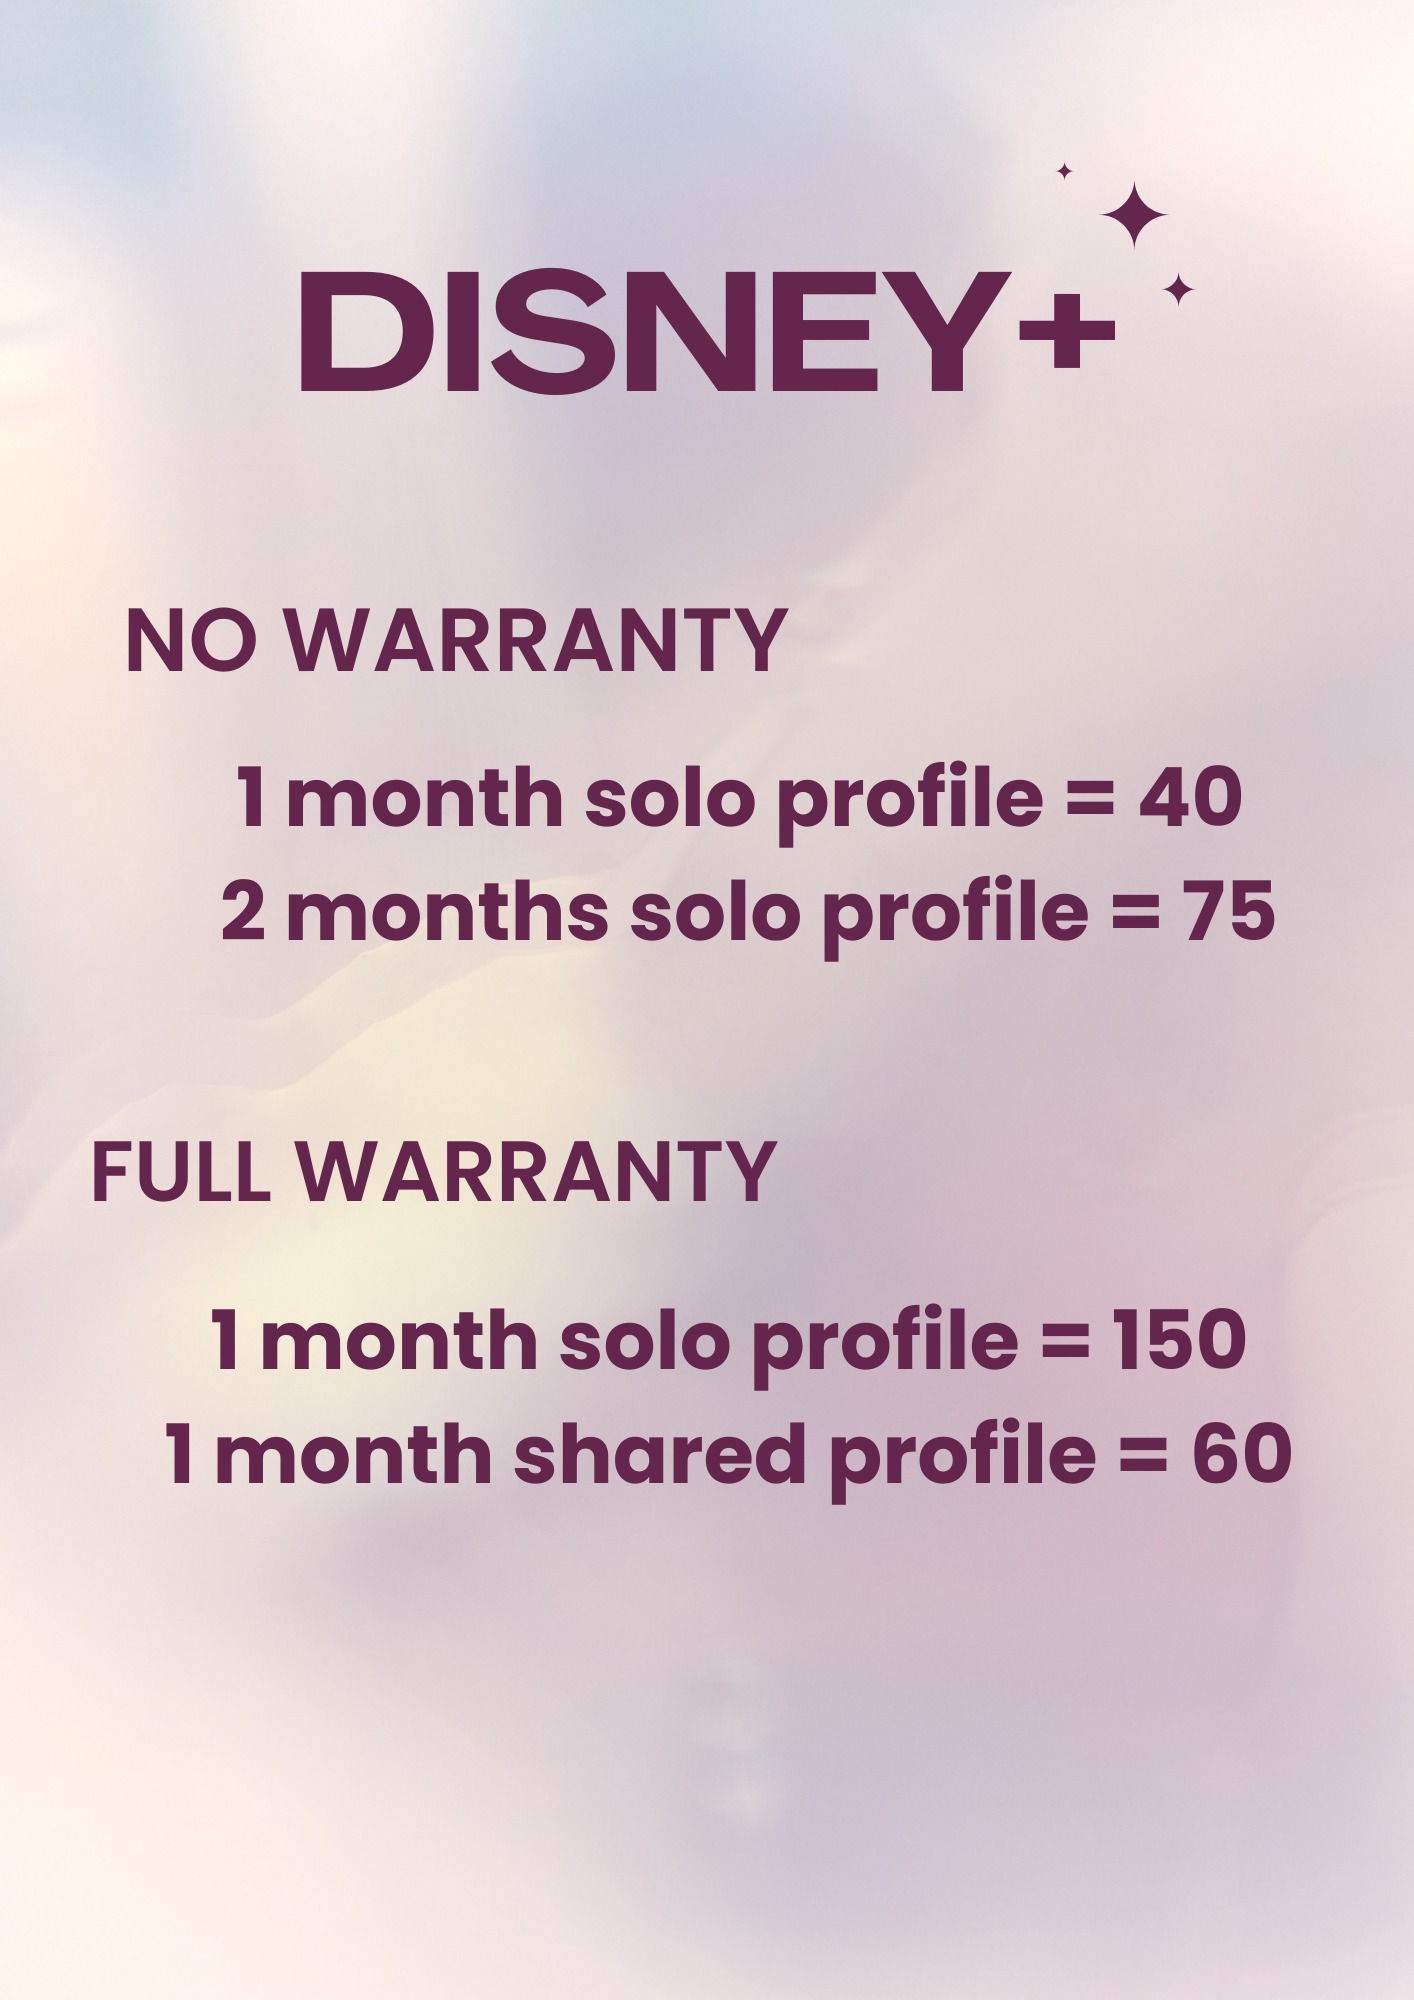 DISNEY+
NO WARRANTY
1 month solo profile = 40
2 months solo profile = 75
FULL WARRANTY
1 month solo profile = 150
1 month shared profile = 60